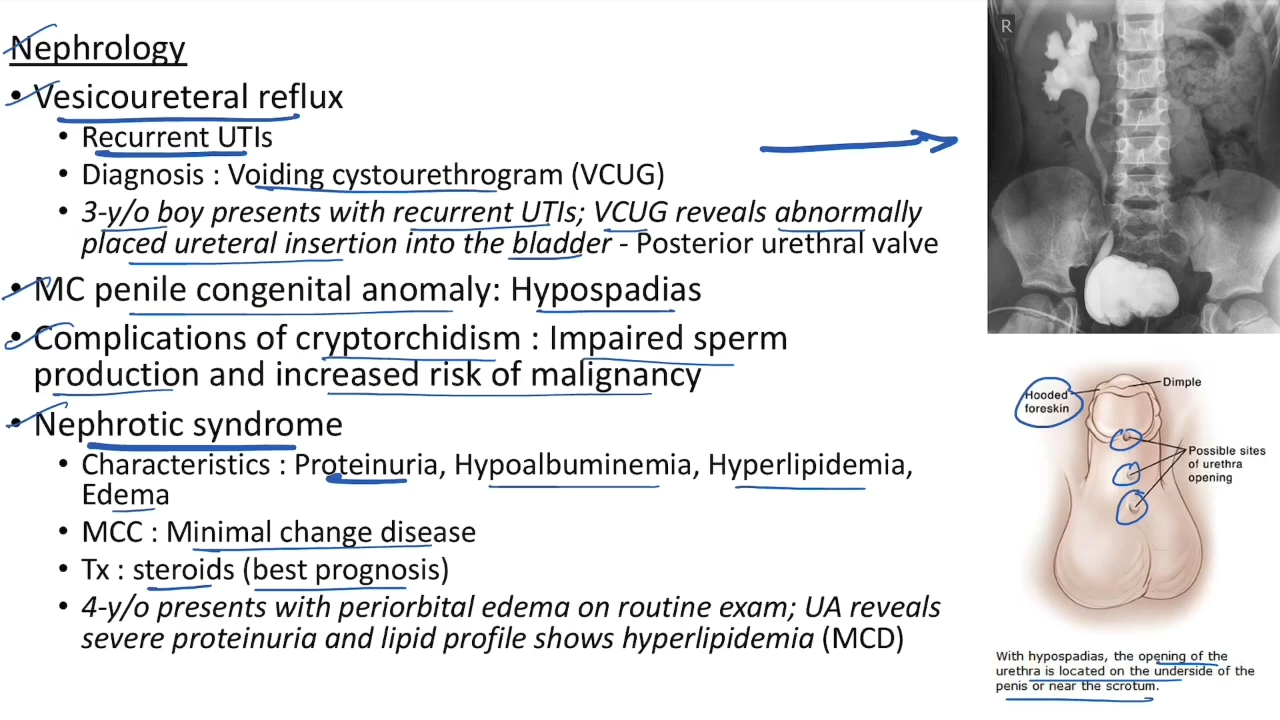 Nephrology
• Vesicoureteral reflux
• Recurrent UTIs
• Diagnosis : Voiding cystourethrogram (VCUG)
• 3-y/o boy presents with recurrent UTIs; VCUG reveals abnormally
placed ureteral insertion into the bladder - Posterior urethral valve
• MC penile congenital anomaly: Hypospadias
• Complications of cryptorchidism : Impaired sperm
production and increased risk of malignancy
• Nephrotic syndrome
• Characteristics : Proteinuria, Hypoalbuminemia, Hyperlipidemia,
Edema
• MCC : Minimal change disease
• Tx : steroids (best prognosis)
• 4-y/o presents with periorbital edema on routine exam; UA reveals
severe proteinuria and lipid profile shows hyperlipidemia (MCD)
R
Dimple
Hooded
foreskin
Possible sites
of urethra
opening
With hypospadias, the opening of the
urethra is located on the underside of the
penis or near the scrotum.